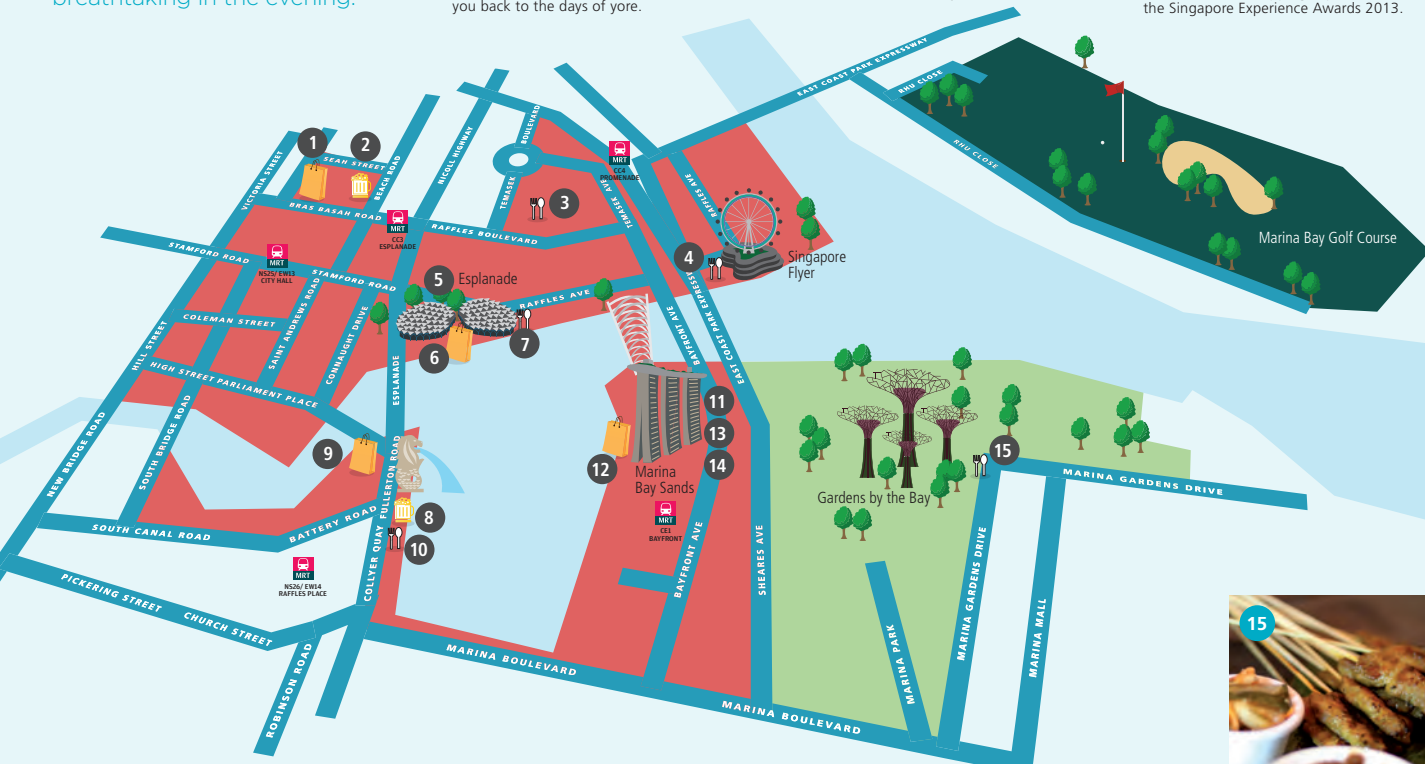 breathtaking in the evening.
you back to the days of yore.
the Singapore Experience Awards 2013.
EAST COAST PARK EXPRESSWAY
RHU CLOSE
RHU CLOSE
Marina Bay Golf Course
1
2
SEAH STREET
VICTORIA STREET
BEACH ROAD
NICOLL HIGHWAY
TEMASEK
BOULEVARD
MRT
CC4
PROMENADE
TEMASEK AVE
RAFFLES AVE
3
BRAS BASAH ROAD
MRT
CC3
ESPLANADE
RAFFLES BOULEVARD
STAMFORD ROAD
MRT
NS25/ EW13
CITY HALL
STAMFORD ROAD
4
Singapore
Flyer
5
Esplanade
RAFFLES AVE
6
7
COLEMAN STREET
SAINT ANDREWS ROAD
CONNAUGHT DRIVE
HILL STREET
HIGH STREET
PARLIAMENT PLACE
ESPLANADE
BAYFRONT AVE
EAST COAST PARK EXPRESSWAY
11
13
14
12
Marina
Bay Sands
MRT
CE1
BAYFRONT
NEW BRIDGE ROAD
SOUTH BRIDGE ROAD
9
FULLERTON ROAD
8
10
SOUTH CANAL ROAD
BATTERY ROAD
COLLYER QUAY
MRT
NS26/ EW14
RAFFLES PLACE
PICKERING STREET
CHURCH STREET
ROBINSON ROAD
MARINA BOULEVARD
BAYFRONT AVE
SHEARES AVE
MARINA BOULEVARD
Gardens by the Bay
15
MARINA GARDENS DRIVE
MARINA GARDENS DRIVE
MARINA PARK
MARINA MALL
15